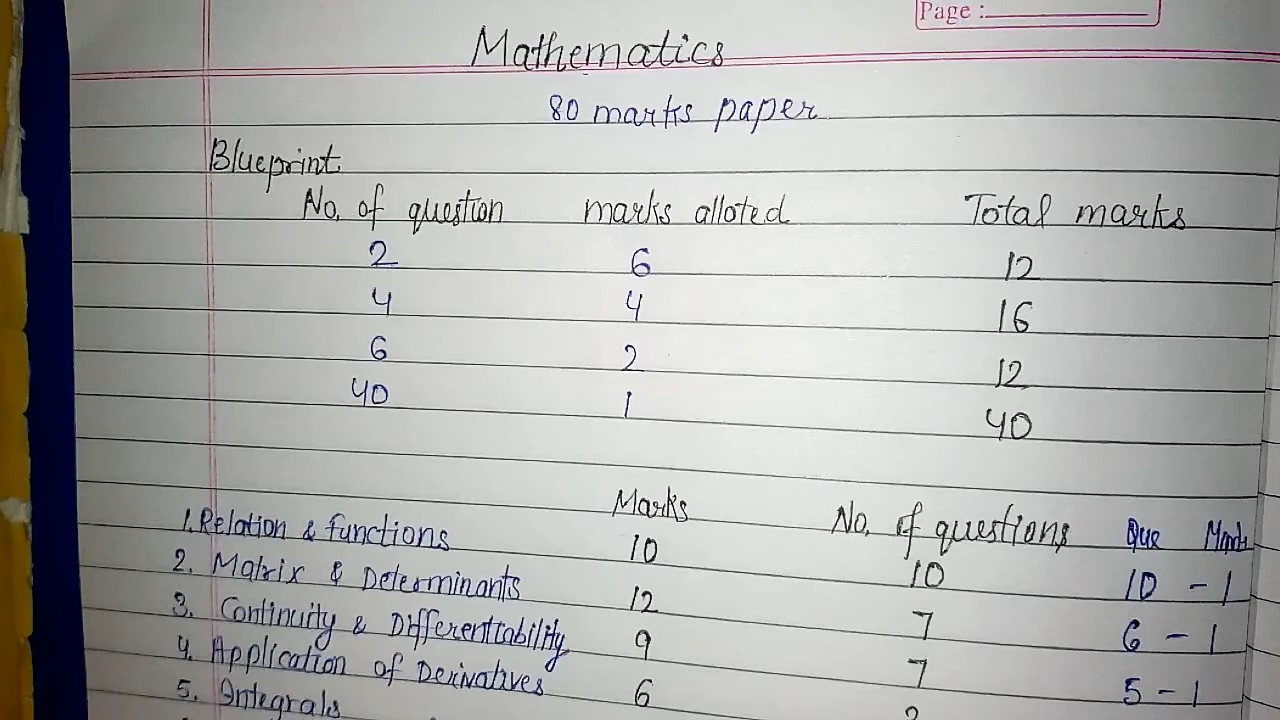 Page :
Mathematics
80 marks paper
Blueprint
No. of question marks alloted Total marks
2 6 12
4 4 16
6 2 12
40 1 40
Marks No. of questions Que Marks
1. Relation & functions 10 10 10 - 1
2. Matrix & Determinants 12 7 6 - 1
3. Continuity & Differentiability 9 7 5 - 1
4. Application of Derivatives 6
5. Integrals